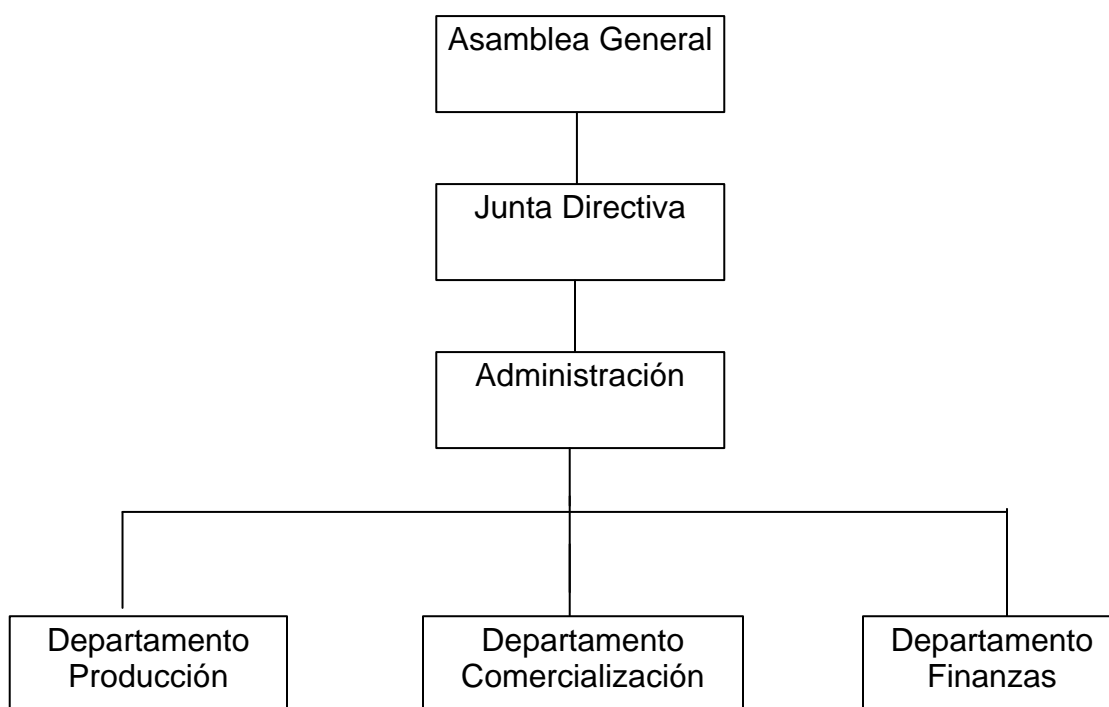 Asamblea General
Junta Directiva
Administración
Departamento
Producción
Departamento
Comercialización
Departamento
Finanzas